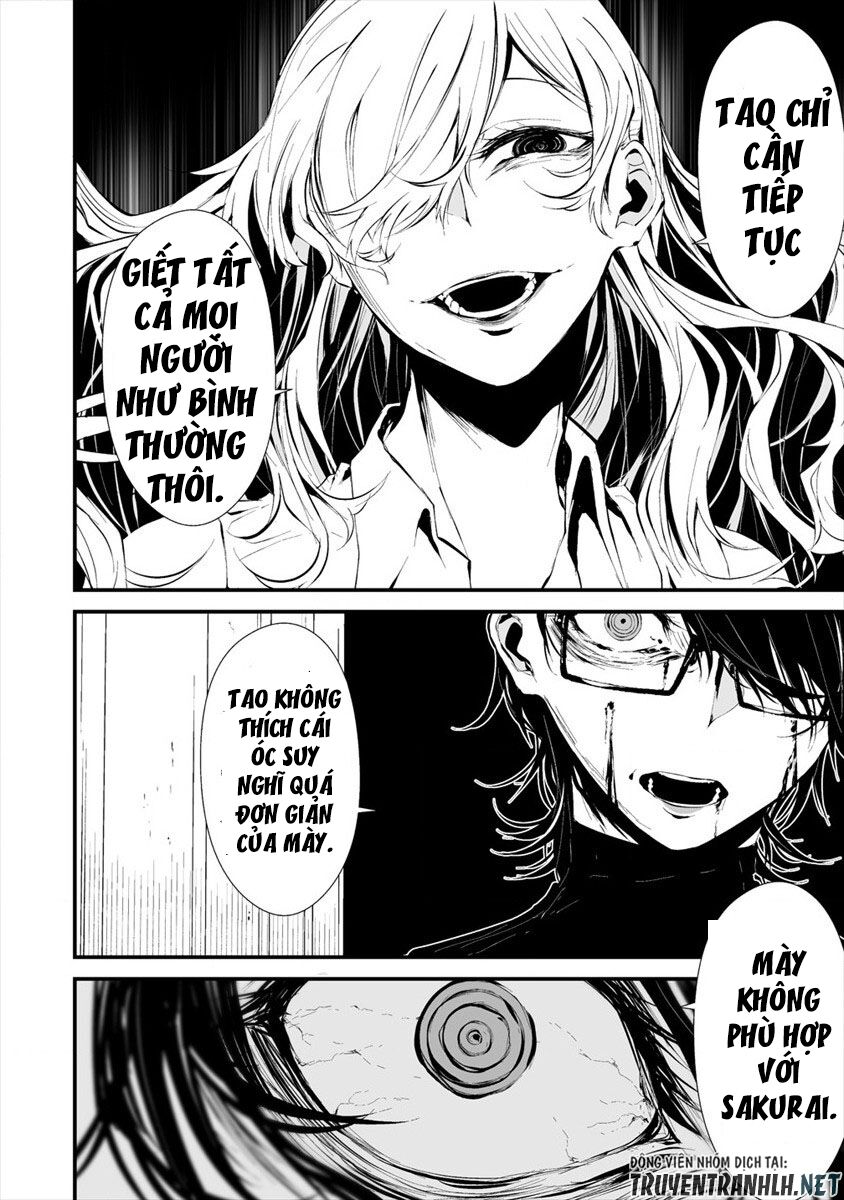 TAO CHỈ
CẦN
TIẾP
TỤC
GIẾT TẤT
CẢ MỌI
NGƯỜI
NHƯ BÌNH
THƯỜNG
THÔI.
TAO KHÔNG
THÍCH CÁI
ÓC SUY
NGHĨ QUÁ
ĐƠN GIẢN
CỦA MÀY.
MÀY
KHÔNG
PHÙ HỢP
VỚI
SAKURAI.
ĐỘNG VIÊN NHÓM DỊCH TẠI:
TRUYENTRANHLH.NET